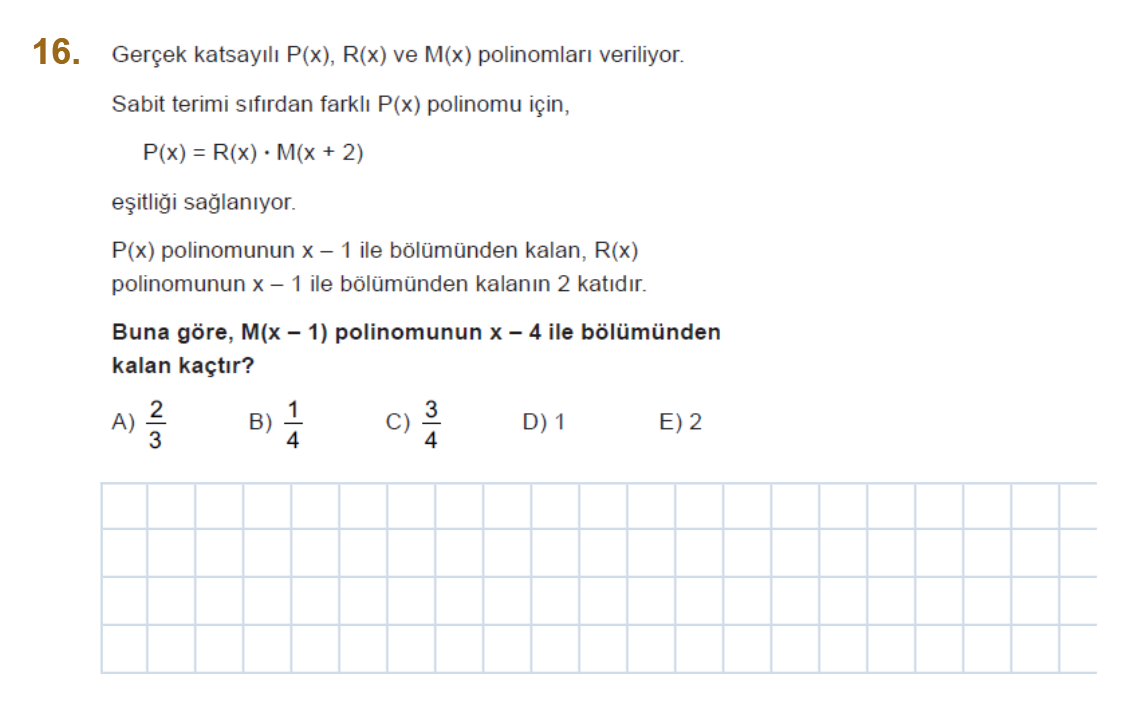 16. Gerçek katsayılı P(x), R(x) ve M(x) polinomları veriliyor.
Sabit terimi sıfırdan farklı P(x) polinomu için,
P(x) = R(x) · M(x + 2)
eşitliği sağlanıyor.
P(x) polinomunun x – 1 ile bölümünden kalan, R(x)
polinomunun x – 1 ile bölümünden kalanın 2 katıdır.
Buna göre, M(x – 1) polinomunun x – 4 ile bölümünden
kalan kaçtır?
A) 2/3 B) 1/4 C) 3/4 D) 1 E) 2